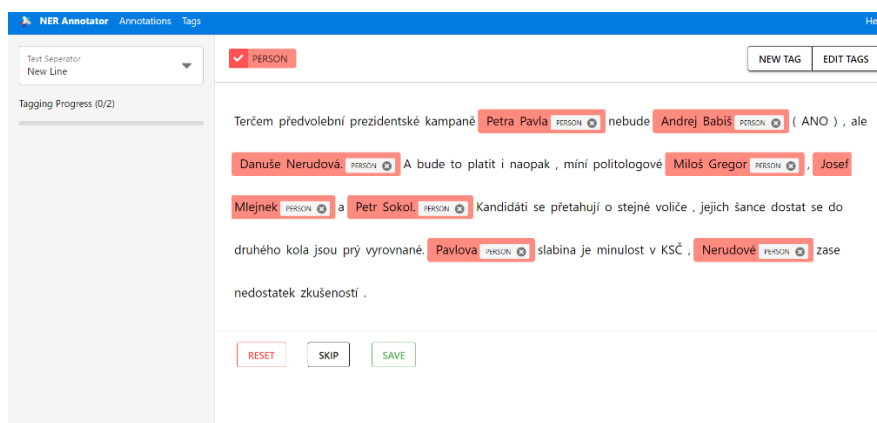 NER Annotator Annotations Tags He
Text Seperator
New Line
Tagging Progress (0/2)
PERSON
NEW TAG EDIT TAGS
Terčem předvolební prezidentské kampaně Petra Pavla PERSON nebude Andrej Babiš PERSON ( ANO ) , ale
Danuše Nerudová. PERSON A bude to platit i naopak , míní politologové Miloš Gregor PERSON , Josef
Mlejnek PERSON a Petr Sokol. PERSON Kandidáti se přetahují o stejné voliče , jejich šance dostat se do
druhého kola jsou prý vyrovnané. Pavlova PERSON slabina je minulost v KSČ , Nerudové PERSON zase
nedostatek zkušeností .
RESET SKIP SAVE